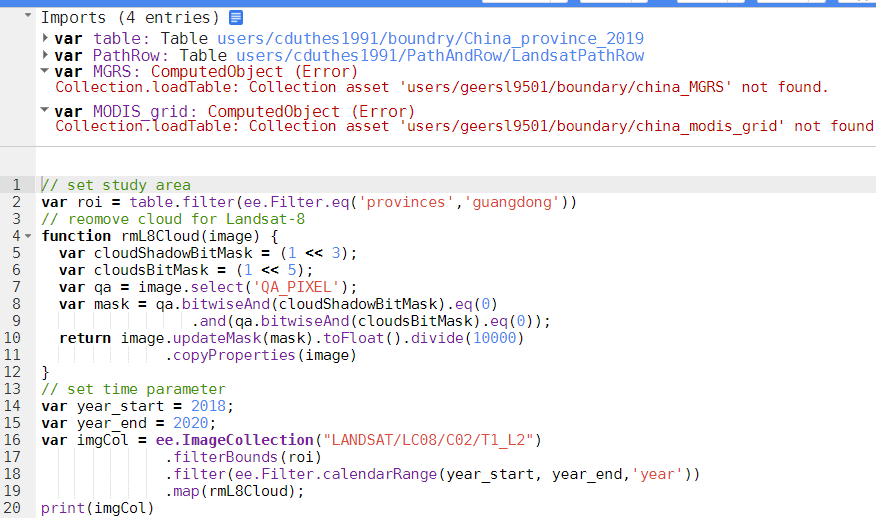 Imports (4 entries)
var table: Table users/cduthes1991/boundry/China_province_2019
var PathRow: Table users/cduthes1991/PathAndRow/LandsatPathRow
var MGRS: ComputedObject (Error)
Collection.loadTable: Collection asset 'users/geersl9501/boundary/china_MGRS' not found.
var MODIS_grid: ComputedObject (Error)
Collection.loadTable: Collection asset 'users/geersl9501/boundary/china_modis_grid' not found
1 // set study area
2 var roi = table.filter(ee.Filter.eq('provinces','guangdong'))
3 // reomove cloud for Landsat-8
4 function rmL8Cloud(image) {
5 var cloudShadowBitMask = (1 << 3);
6 var cloudsBitMask = (1 << 5);
7 var qa = image.select('QA_PIXEL');
8 var mask = qa.bitwiseAnd(cloudShadowBitMask).eq(0)
9 .and(qa.bitwiseAnd(cloudsBitMask).eq(0));
10 return image.updateMask(mask).toFloat().divide(10000)
11 .copyProperties(image)
12 }
13 // set time parameter
14 var year_start = 2018;
15 var year_end = 2020;
16 var imgCol = ee.ImageCollection("LANDSAT/LC08/C02/T1_L2")
17 .filterBounds(roi)
18 .filter(ee.Filter.calendarRange(year_start, year_end,'year'))
19 .map(rmL8Cloud);
20 print(imgCol)